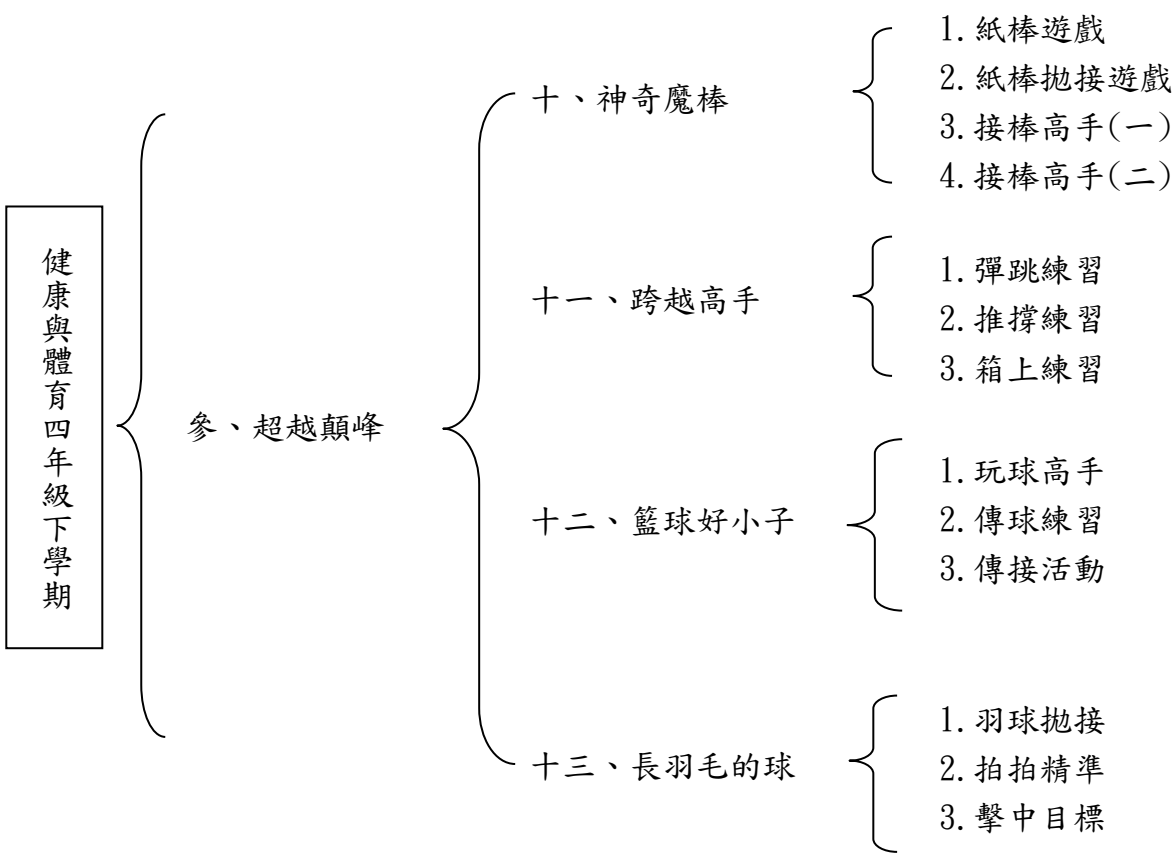 健康與體育四年級下學期
參、超越顛峰
十、神奇魔棒
1.紙棒遊戲
2.紙棒拋接遊戲
3.接棒高手(一)
4.接棒高手(二)
十一、跨越高手
1.彈跳練習
2.推撐練習
3.箱上練習
十二、籃球好小子
1.玩球高手
2.傳球練習
3.傳接活動
十三、長羽毛的球
1.羽球拋接
2.拍拍精準
3.擊中目標